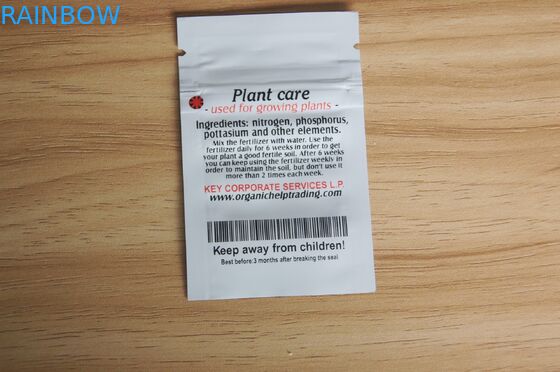 RAINBOW
Plant care
- used for growing plants -
Ingredients: nitrogen, phosphorus,
pottasium and other elements.
Mix the fertilizer with water. Use the
fertilizer daily for 6 weeks in order to get
your plant a good fertile soil. After 6 weeks
you can keep using the fertilizer weekly in
order to maintain the soil, but don't use it
more than 2 times each week.
KEY CORPORATE SERVICES L.P.
www.organichelptrading.com
Keep away from children!
Best before:3 months after breaking the seal